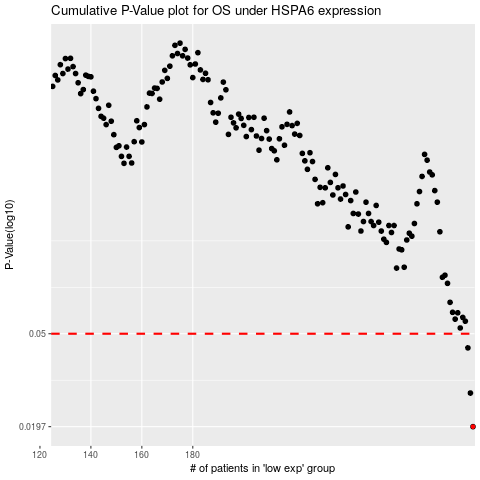 Cumulative P-Value plot for OS under HSPA6 expression
P-Value(log10)
0.05
0.0197
120 140 160 180
# of patients in 'low exp' group